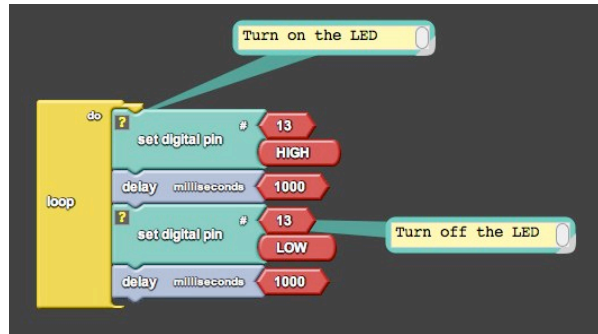 Turn on the LED
do
?
set digital pin # 13
HIGH
delay milliseconds 1000
loop
?
set digital pin # 13
LOW
Turn off the LED
delay milliseconds 1000